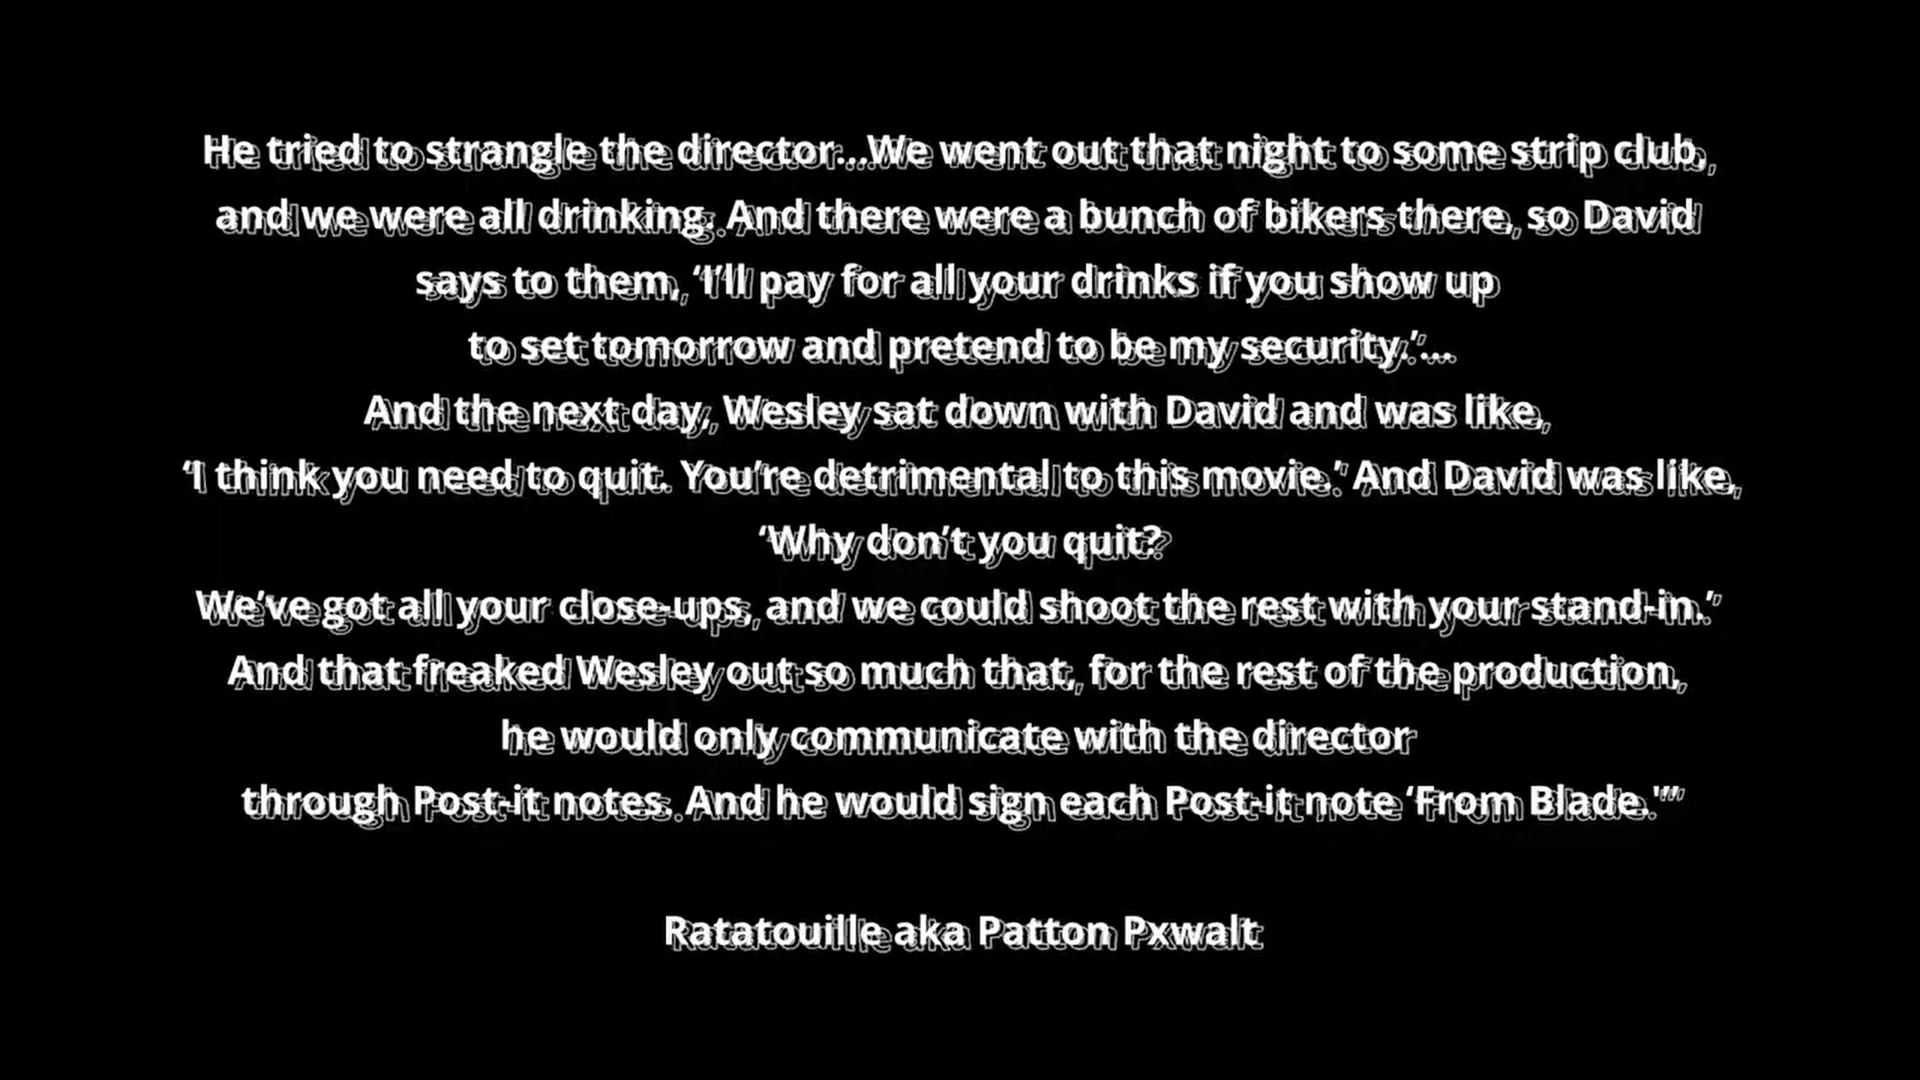 He tried to strangle the director...We went out that night to some strip club,
and we were all drinking. And there were a bunch of bikers there, so David
says to them, ‘I’ll pay for all your drinks if you show up
to set tomorrow and pretend to be my security.’...
And the next day, Wesley sat down with David and was like,
‘I think you need to quit. You’re detrimental to this movie.’ And David was like,
‘Why don’t you quit?
We’ve got all your close-ups, and we could shoot the rest with your stand-in.’
And that freaked Wesley out so much that, for the rest of the production,
he would only communicate with the director
through Post-it notes. And he would sign each Post-it note ‘From Blade.'”
Ratatouille aka Patton Pxwalt